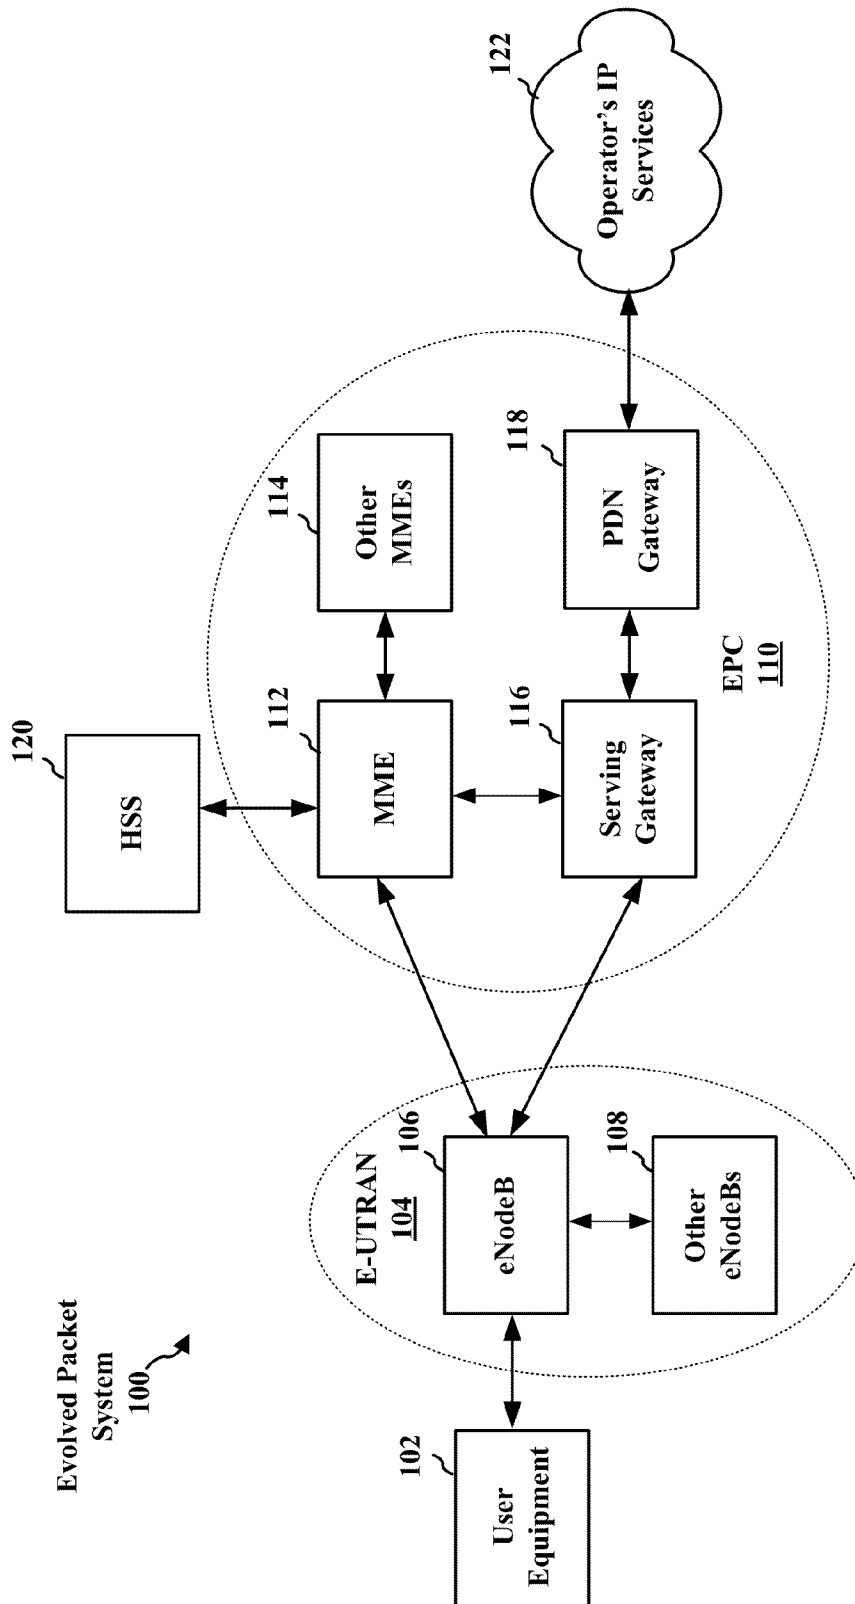 Evolved Packet
System
100
102
User
Equipment
E-UTRAN
104
106
eNodeB
108
Other
eNodeBs
120
HSS
112
MME
114
Other
MMEs
116
Serving
Gateway
118
PDN
Gateway
EPC
110
122
Operator's IP
Services